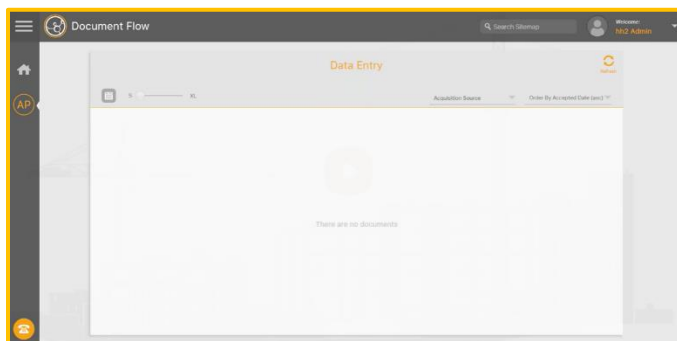 Document Flow
Search Sitemap
Welcome:
hh2 Admin
Data Entry
Refresh
AP
S
XL
Acquisition Source
Order By Accepted Date (asc)
There are no documents